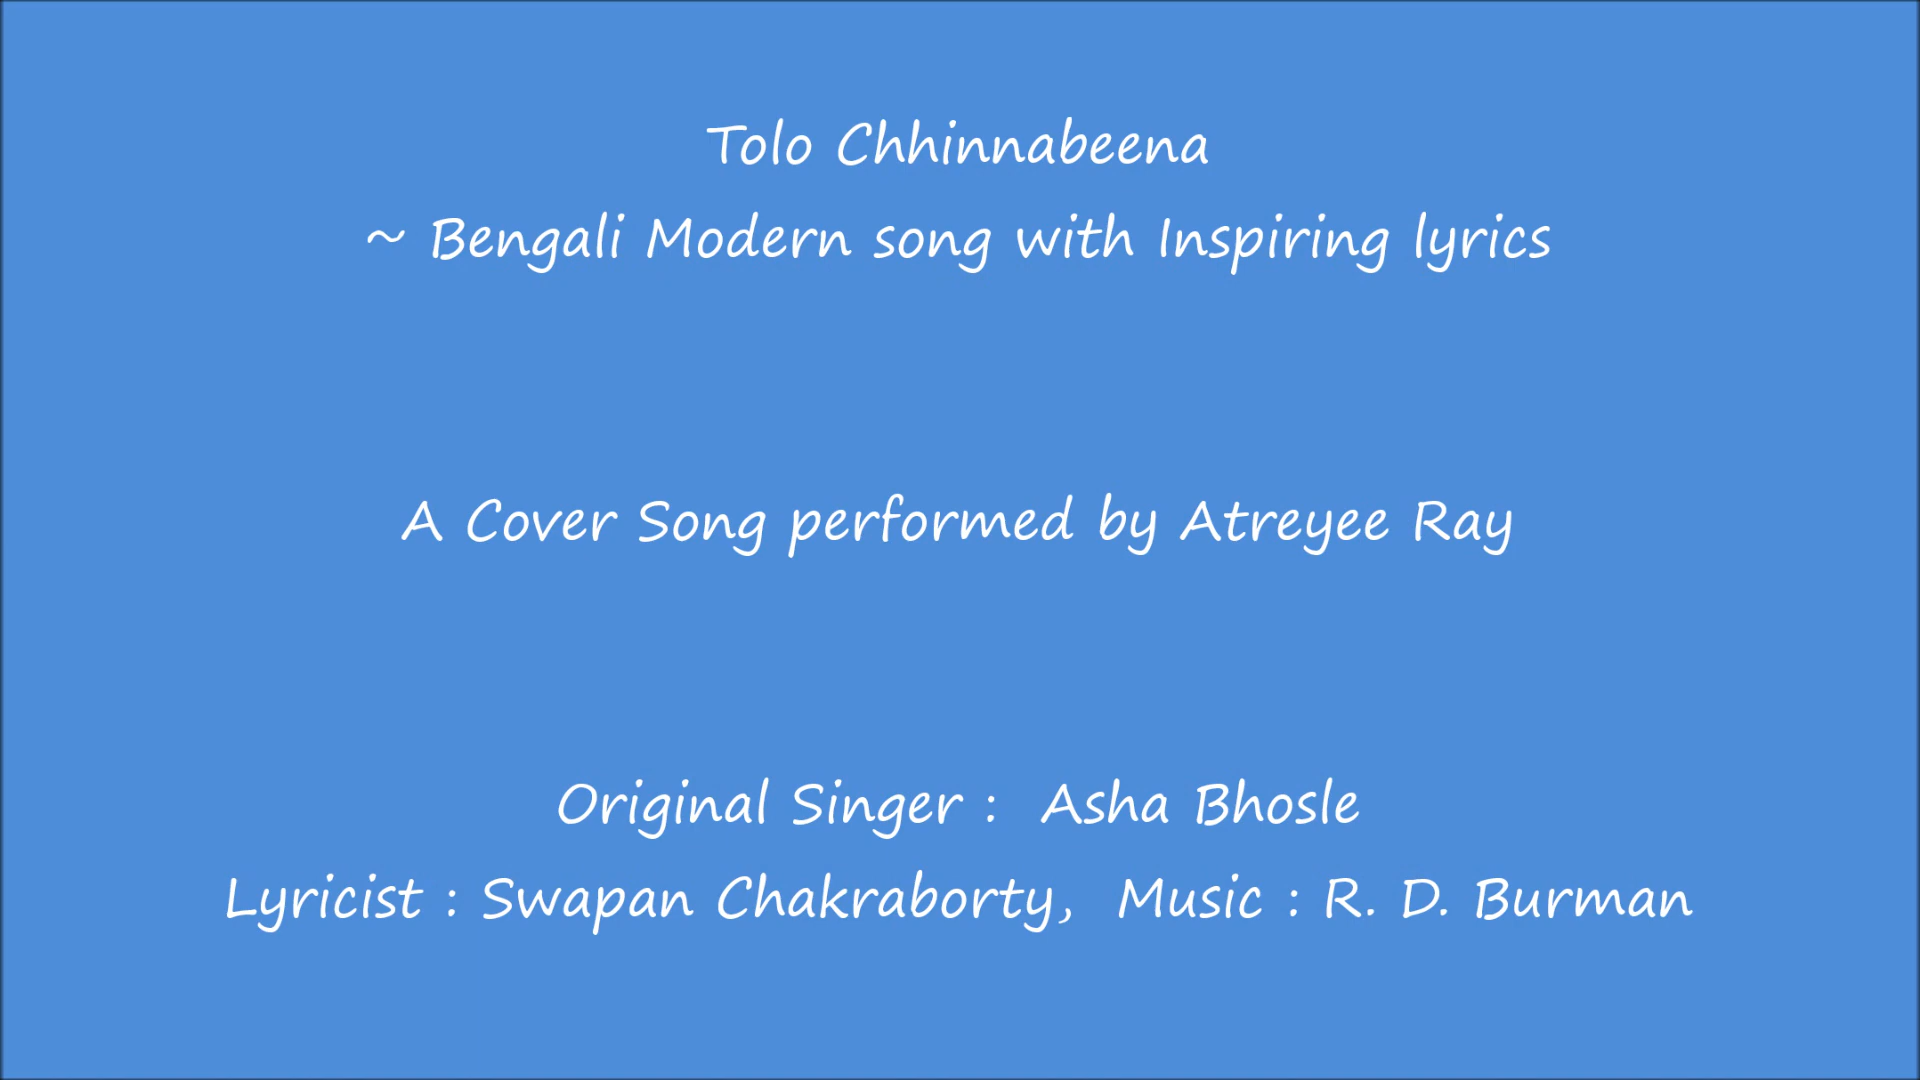 Tolo Chhinnabeena
~ Bengali Modern song with Inspiring lyrics
A Cover Song performed by Atreyee Ray
Original Singer : Asha Bhosle
Lyricist : Swapan Chakraborty, Music : R. D. Burman